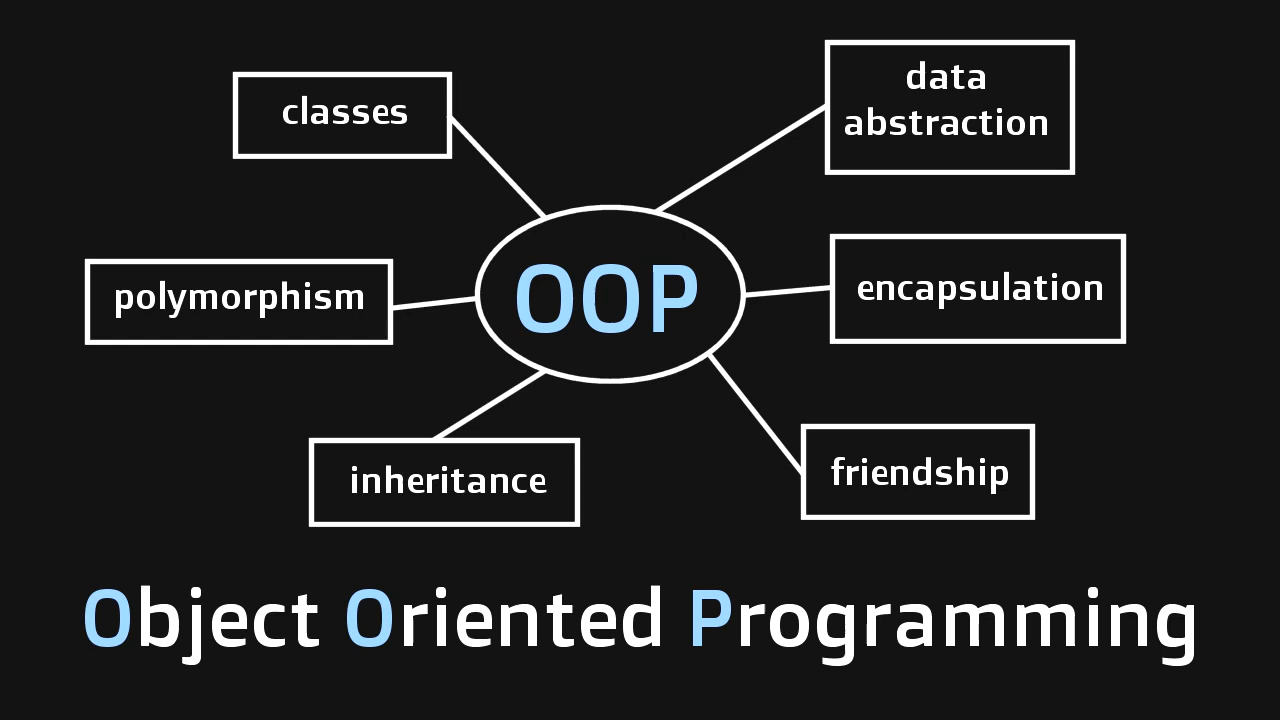 classes
data
abstraction
OOP
polymorphism
encapsulation
inheritance
friendship
Object Oriented Programming